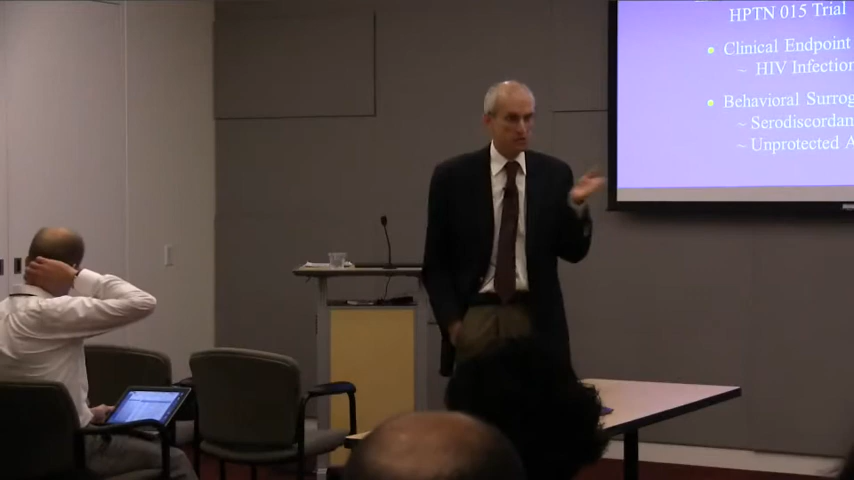 HPTN 015 Trial
Clinical Endpoint
~ HIV Infection
Behavioral Surrog
~ Serodiscordan
~ Unprotected A